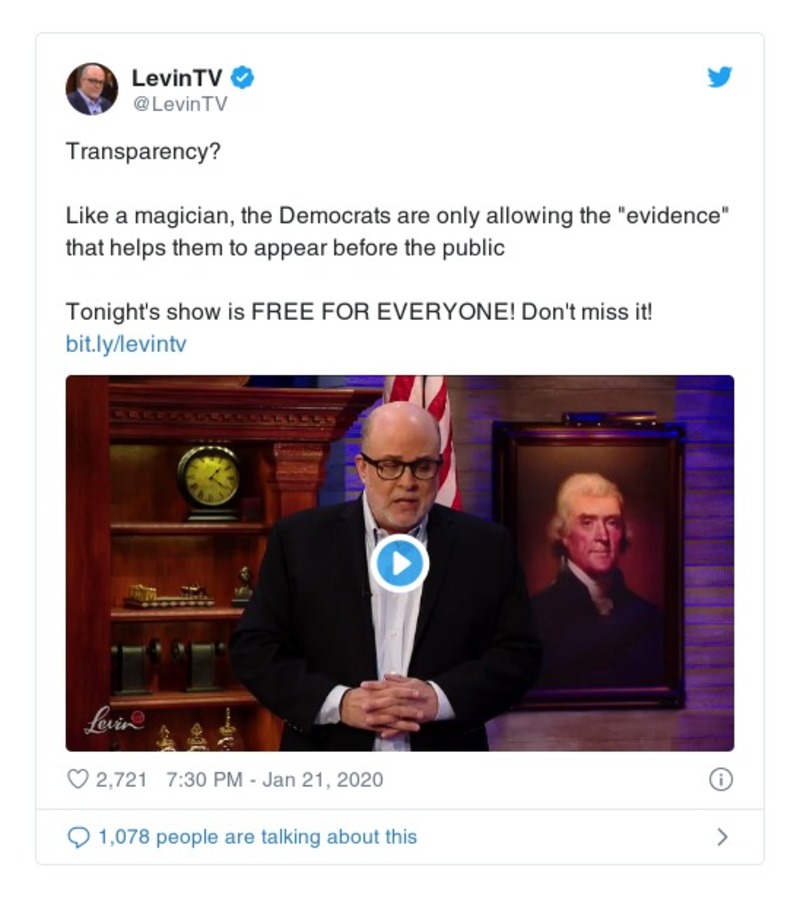 LevinTV
@LevinTV
Transparency?
Like a magician, the Democrats are only allowing the "evidence"
that helps them to appear before the public
Tonight's show is FREE FOR EVERYONE! Don't miss it!
bit.ly/levintv
Levin
2,721 7:30 PM - Jan 21, 2020
1,078 people are talking about this